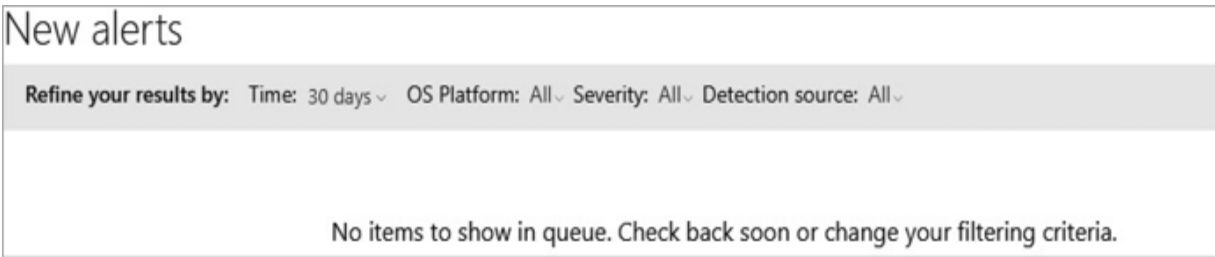 New alerts
Refine your results by: Time: 30 days OS Platform: All Severity: All Detection source: All
No items to show in queue. Check back soon or change your filtering criteria.